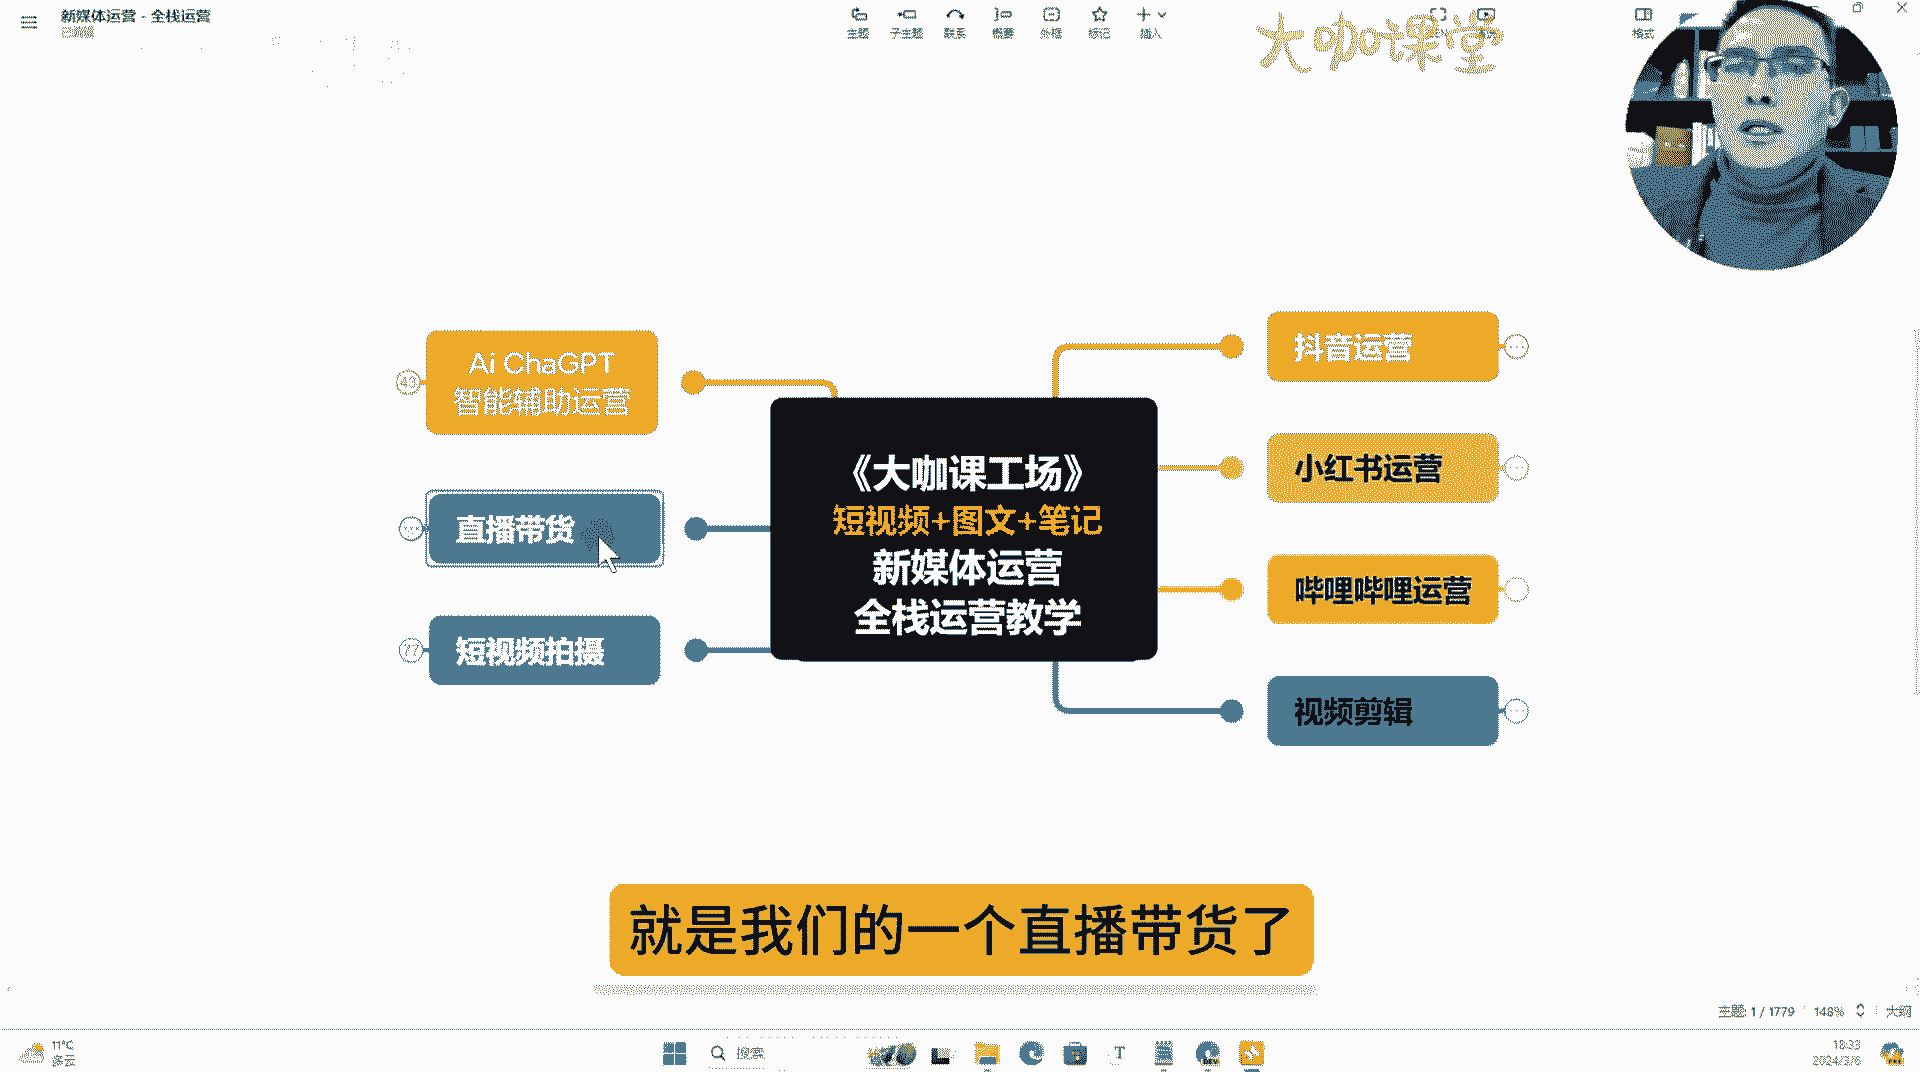 新媒体运营 - 全栈运营
主题
子主题
联系
概要
外框
标记
插入
格式
大咖课堂
Ai ChaGPT
智能辅助运营
43
直播带货
短视频拍摄
77
《大咖课工场》
短视频+图文+笔记
新媒体运营
全栈运营教学
抖音运营
小红书运营
哔哩哔哩运营
视频剪辑
就是我们的一个直播带货了
主题: 1 / 1779
148%
大纲
11°C
多云
搜索
T
DEV
18:33
2024/3/6